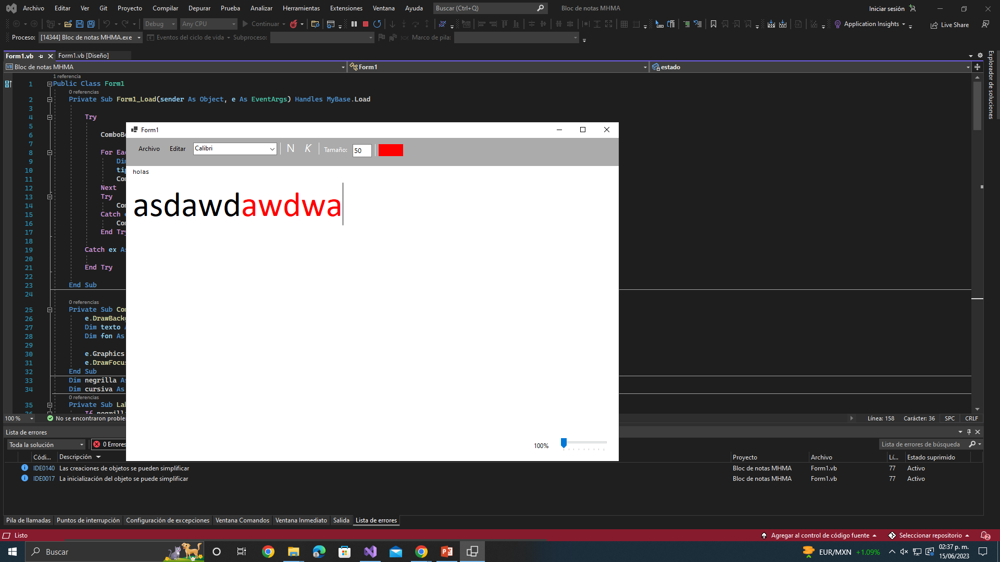 Archivo Editar Ver Git Proyecto Compilar Depurar Prueba Analizar Herramientas Extensiones Ventana Ayuda Buscar (Ctrl+Q) Bloc de notas MHMA Iniciar sesión
Debug Any CPU Continuar Application Insights Live Share
Proceso: [14344] Bloc de notas MHMA.exe Eventos del ciclo de vida Subproceso: Marco de pila:
Form1.vb Form1.vb [Diseño]
VB Bloc de notas MHMA Form1 estado
Explorador de soluciones
1 referencia
1 Public Class Form1
0 referencias
2 Private Sub Form1_Load(sender As Object, e As EventArgs) Handles MyBase.Load
3
4 Try
5
6 ComboB
7
8 For Eac
9 Di
10 ti
11 Co
12 Next
13 Try
14 Co
15 Catch
16 Co
17 End Tr
18
19 Catch ex A
20
21 End Try
22
23 End Sub
24
0 referencias
25 Private Sub Co
26 e.DrawBack
27 Dim texto
28 Dim fon As
29
30 e.Graphics
31 e.DrawFocu
32 End Sub
33 Dim negrilla A
34 Dim cursiva As
0 referencias
35 Private Sub La
Form1
Archivo Editar Calibri N K Tamaño: 50
holas
asdawdawdwa
100%
100 % No se encontraron proble Línea: 158 Carácter: 36 SPC CRLF
Lista de errores
Toda la solución 0 Errores Lista de errores de búsqueda
Códi... Descripción Proyecto Archivo Lí... Estado suprimido
IDE0140 Las creaciones de objetos se pueden simplificar Bloc de notas MHMA Form1.vb 77 Activo
IDE0017 La inicialización del objeto se puede simplificar Bloc de notas MHMA Form1.vb 77 Activo
Pila de llamadas Puntos de interrupción Configuración de excepciones Ventana Comandos Ventana Inmediato Salida Lista de errores
Listo Agregar al control de código fuente Seleccionar repositorio 2
Buscar EUR/MXN +1.09% 02:37 p. m.
15/06/2023